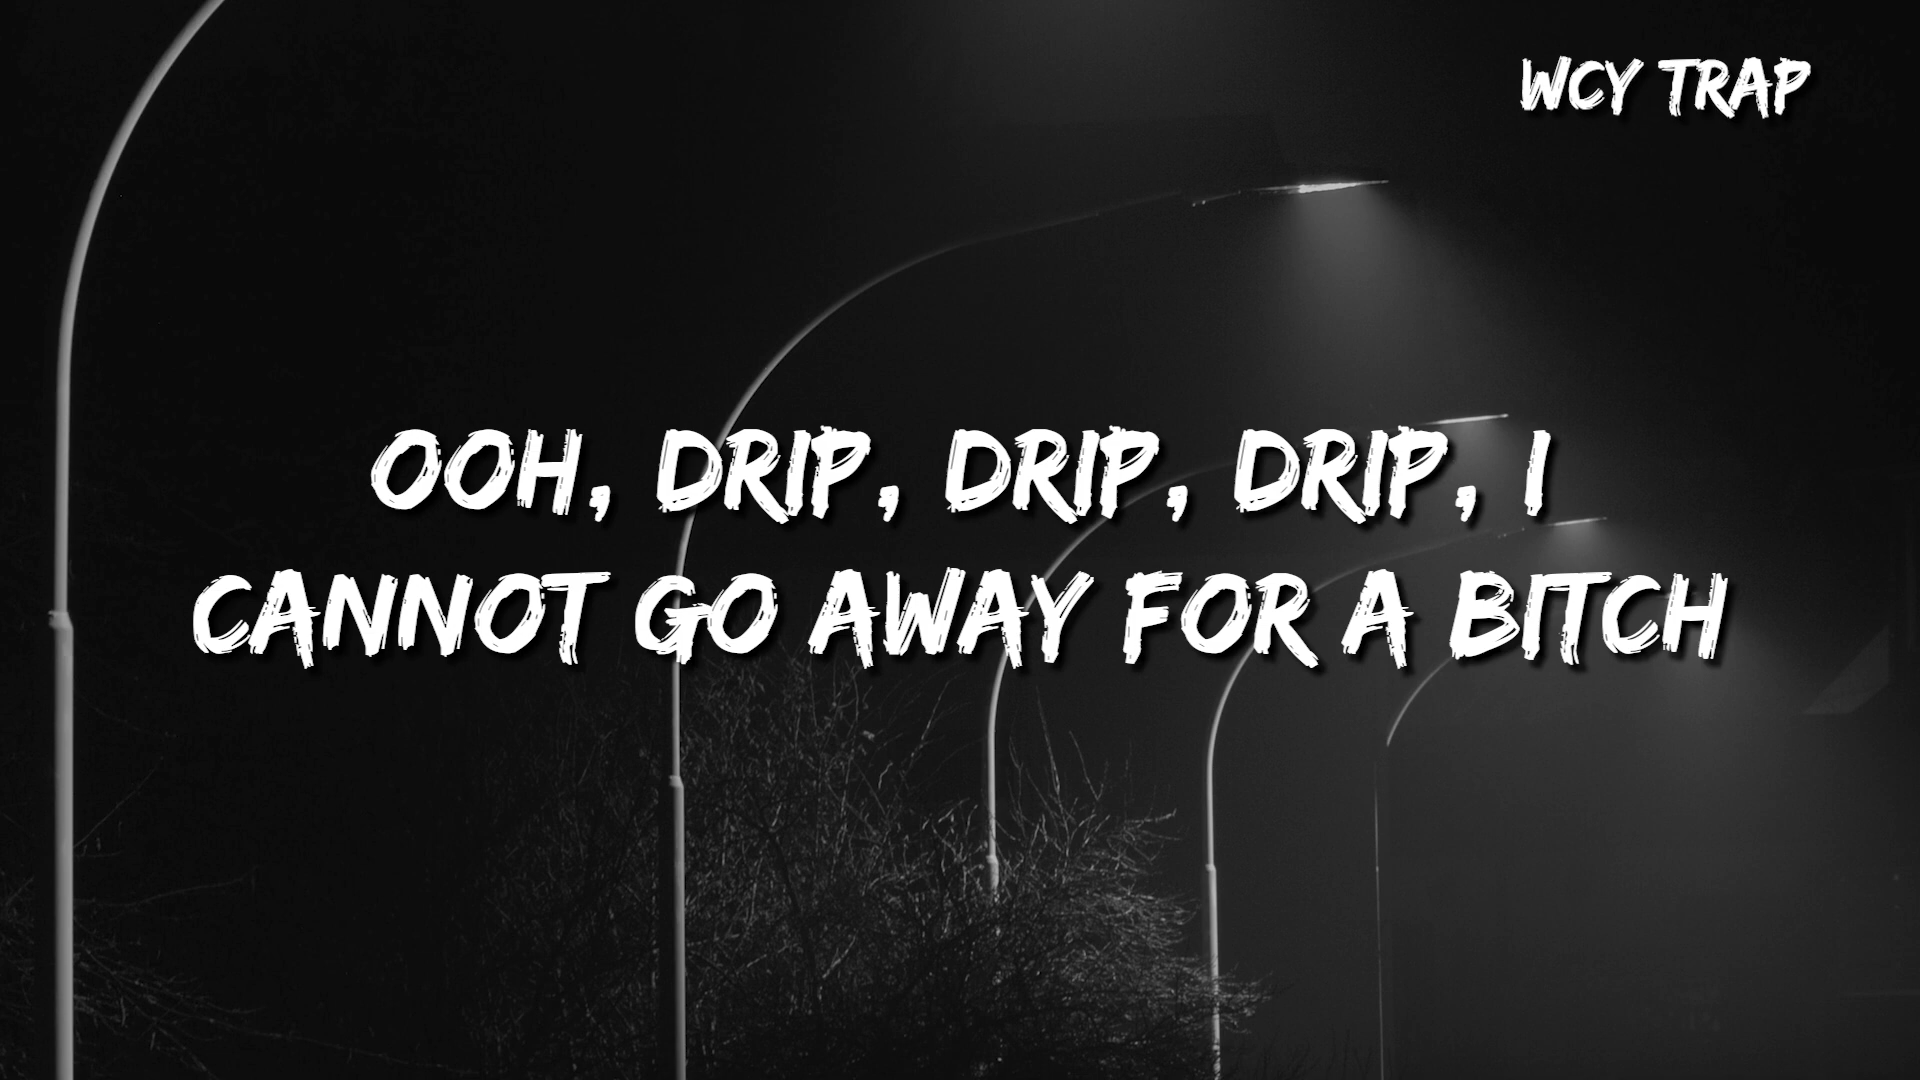 WCY TRAP
OOH, DRIP, DRIP, DRIP, I
CANNOT GO AWAY FOR A BITCH